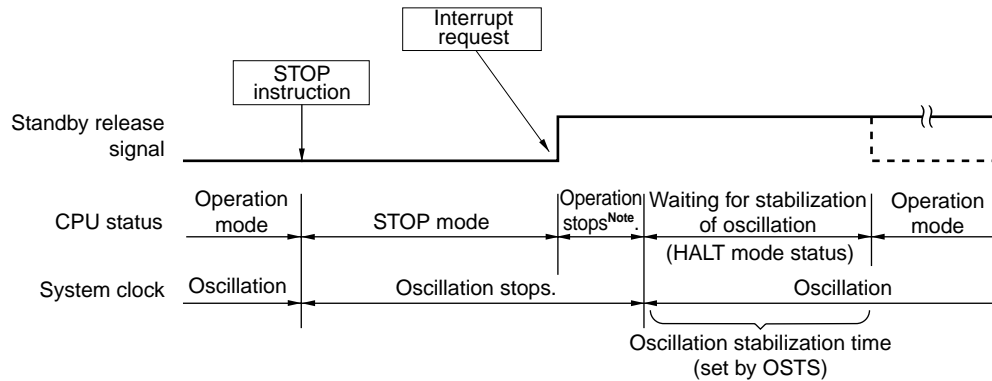 Interrupt
request
STOP
instruction
Standby release
signal
CPU status
Operation
mode
STOP mode
Operation
stopsNote.
Waiting for stabilization
of oscillation
(HALT mode status)
Operation
mode
System clock
Oscillation
Oscillation stops.
Oscillation
Oscillation stabilization time
(set by OSTS)